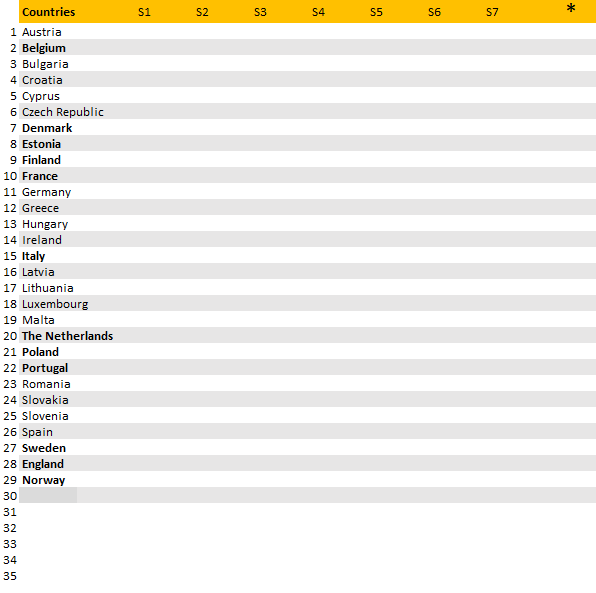 Countries S1 S2 S3 S4 S5 S6 S7 *
1 Austria
2 Belgium
3 Bulgaria
4 Croatia
5 Cyprus
6 Czech Republic
7 Denmark
8 Estonia
9 Finland
10 France
11 Germany
12 Greece
13 Hungary
14 Ireland
15 Italy
16 Latvia
17 Lithuania
18 Luxembourg
19 Malta
20 The Netherlands
21 Poland
22 Portugal
23 Romania
24 Slovakia
25 Slovenia
26 Spain
27 Sweden
28 England
29 Norway
30
31
32
33
34
35